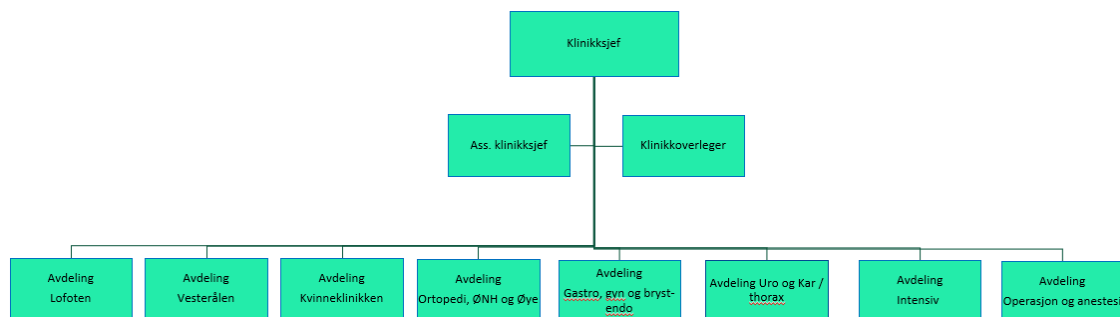 Klinikksjef
Ass. klinikksjef
Klinikkoverleger
Avdeling
Lofoten
Avdeling
Vesterålen
Avdeling
Kvinneklinikken
Avdeling
Ortopedi, ØNH og Øye
Avdeling
Gastro, gyn og bryst-
endo
Avdeling Uro og Kar /
thorax
Avdeling
Intensiv
Avdeling
Operasjon og anestesi